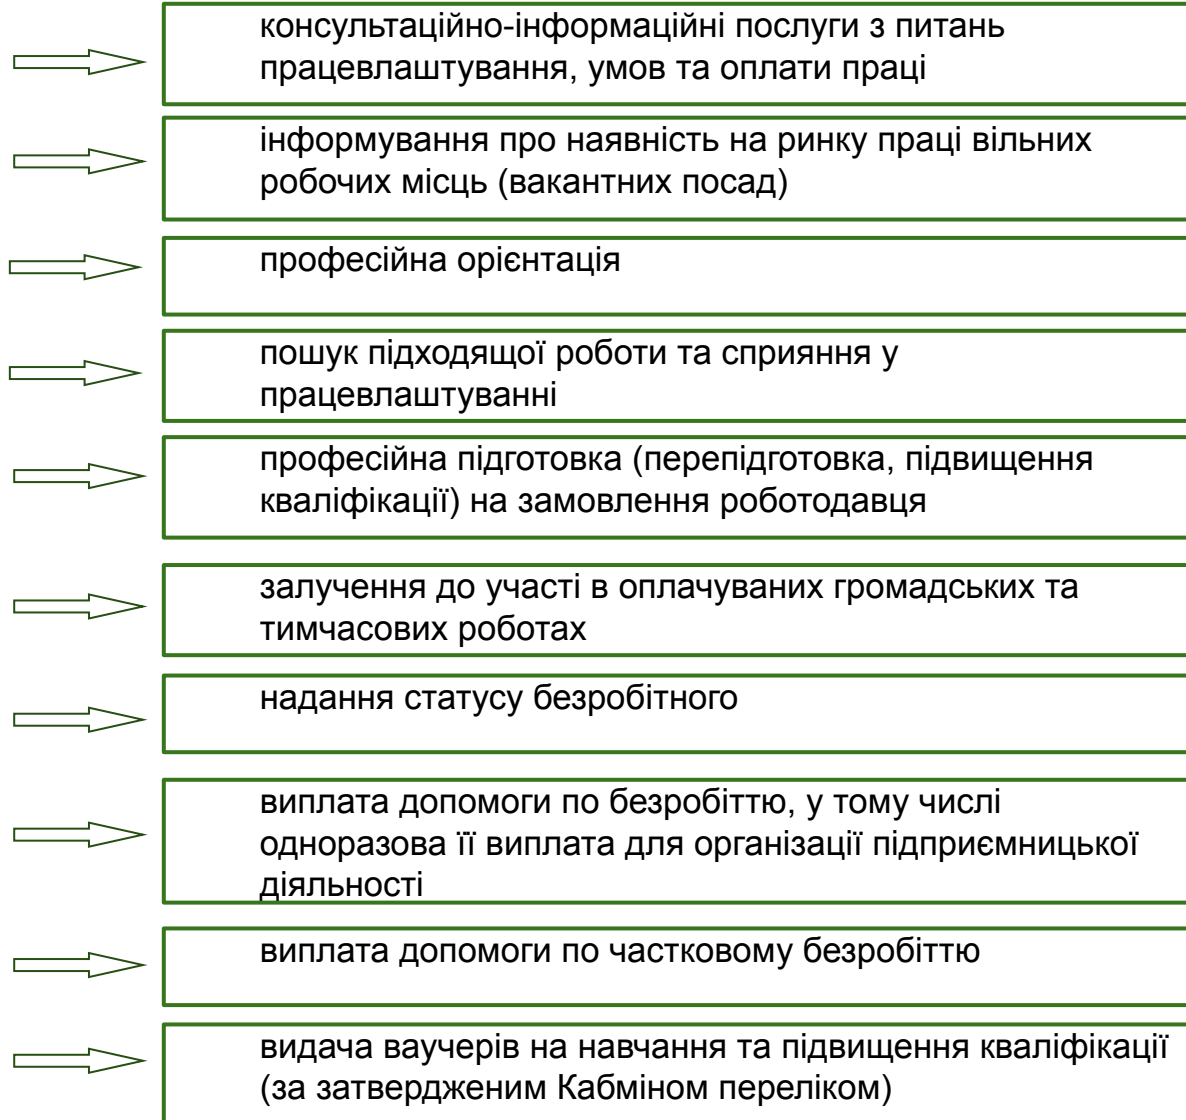 консультаційно-інформаційні послуги з питань
працевлаштування, умов та оплати праці
інформування про наявність на ринку праці вільних
робочих місць (вакантних посад)
професійна орієнтація
пошук підходящої роботи та сприяння у
працевлаштуванні
професійна підготовка (перепідготовка, підвищення
кваліфікації) на замовлення роботодавця
залучення до участі в оплачуваних громадських та
тимчасових роботах
надання статусу безробітного
виплата допомоги по безробіттю, у тому числі
одноразова її виплата для організації підприємницької
діяльності
виплата допомоги по частковому безробіттю
видача ваучерів на навчання та підвищення кваліфікації
(за затвердженим Кабміном переліком)